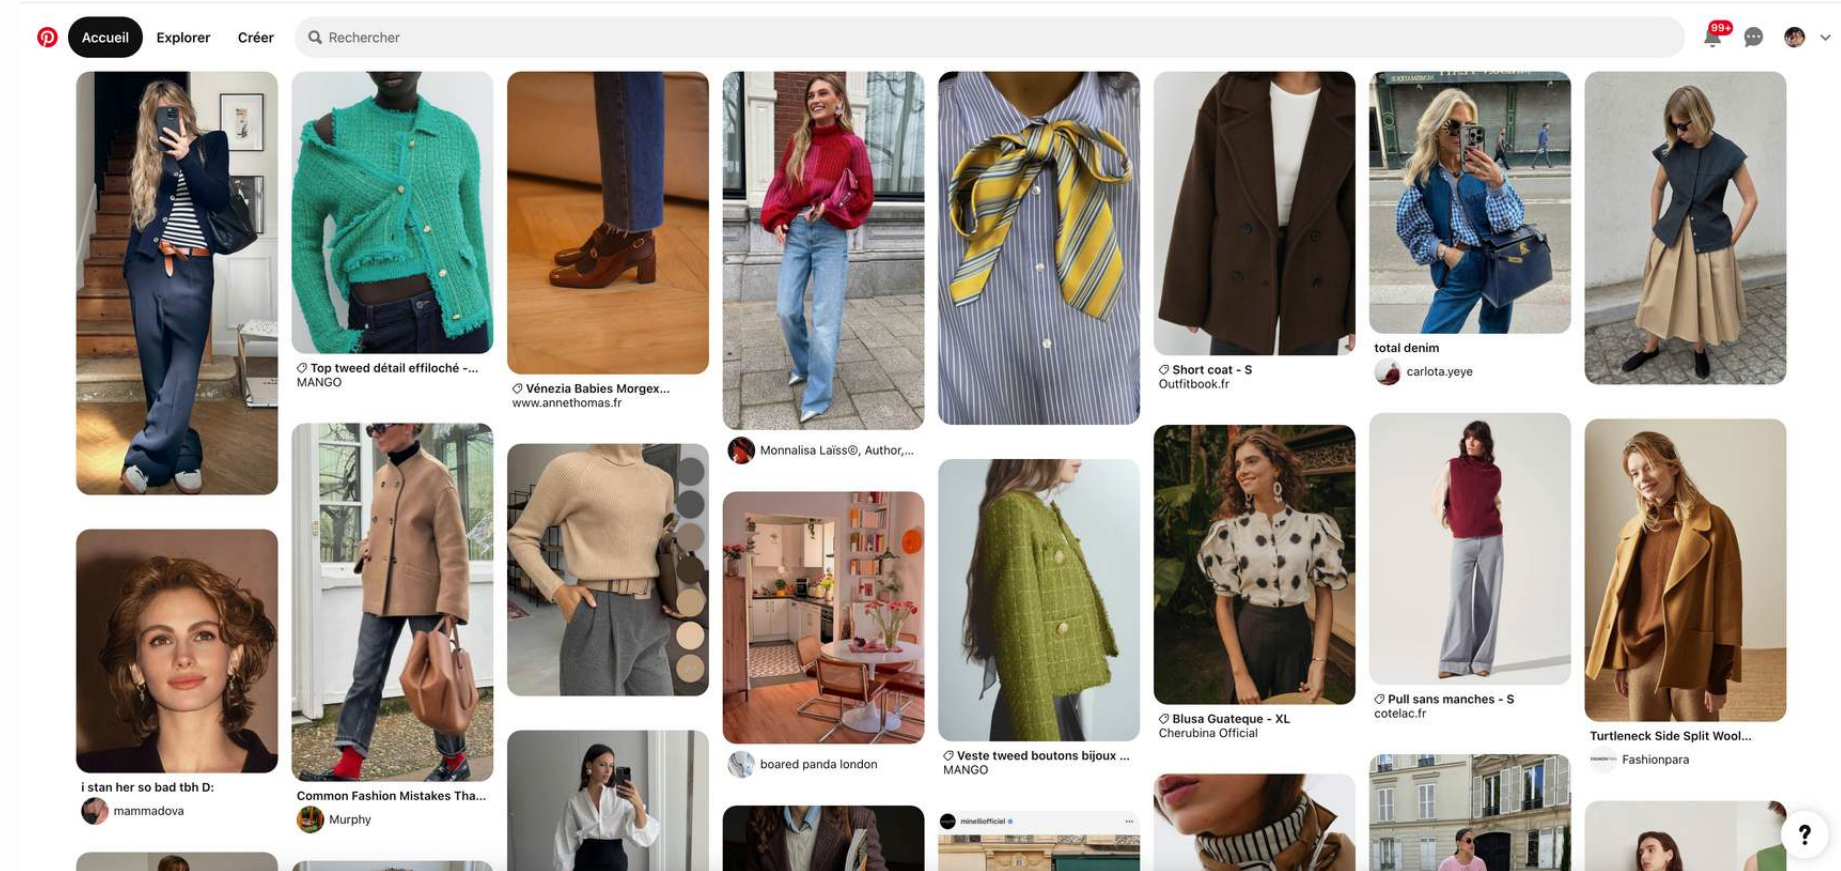 Accueil
Explorer
Créer
Rechercher
99+
Top tweed détail effiloché -...
MANGO
Vénezia Babies Morgex...
www.annethomas.fr
Monnalisa Laïss©, Author,...
Short coat - S
Outfitbook.fr
total denim
carlota.yeye
i stan her so bad tbh D:
mammadova
Common Fashion Mistakes Tha...
Murphy
boared panda london
Veste tweed boutons bijoux ...
MANGO
minelliofficiel
...
Blusa Guateque - XL
Cherubina Official
Pull sans manches - S
cotelac.fr
Turtleneck Side Split Wool...
Fashionpara
?